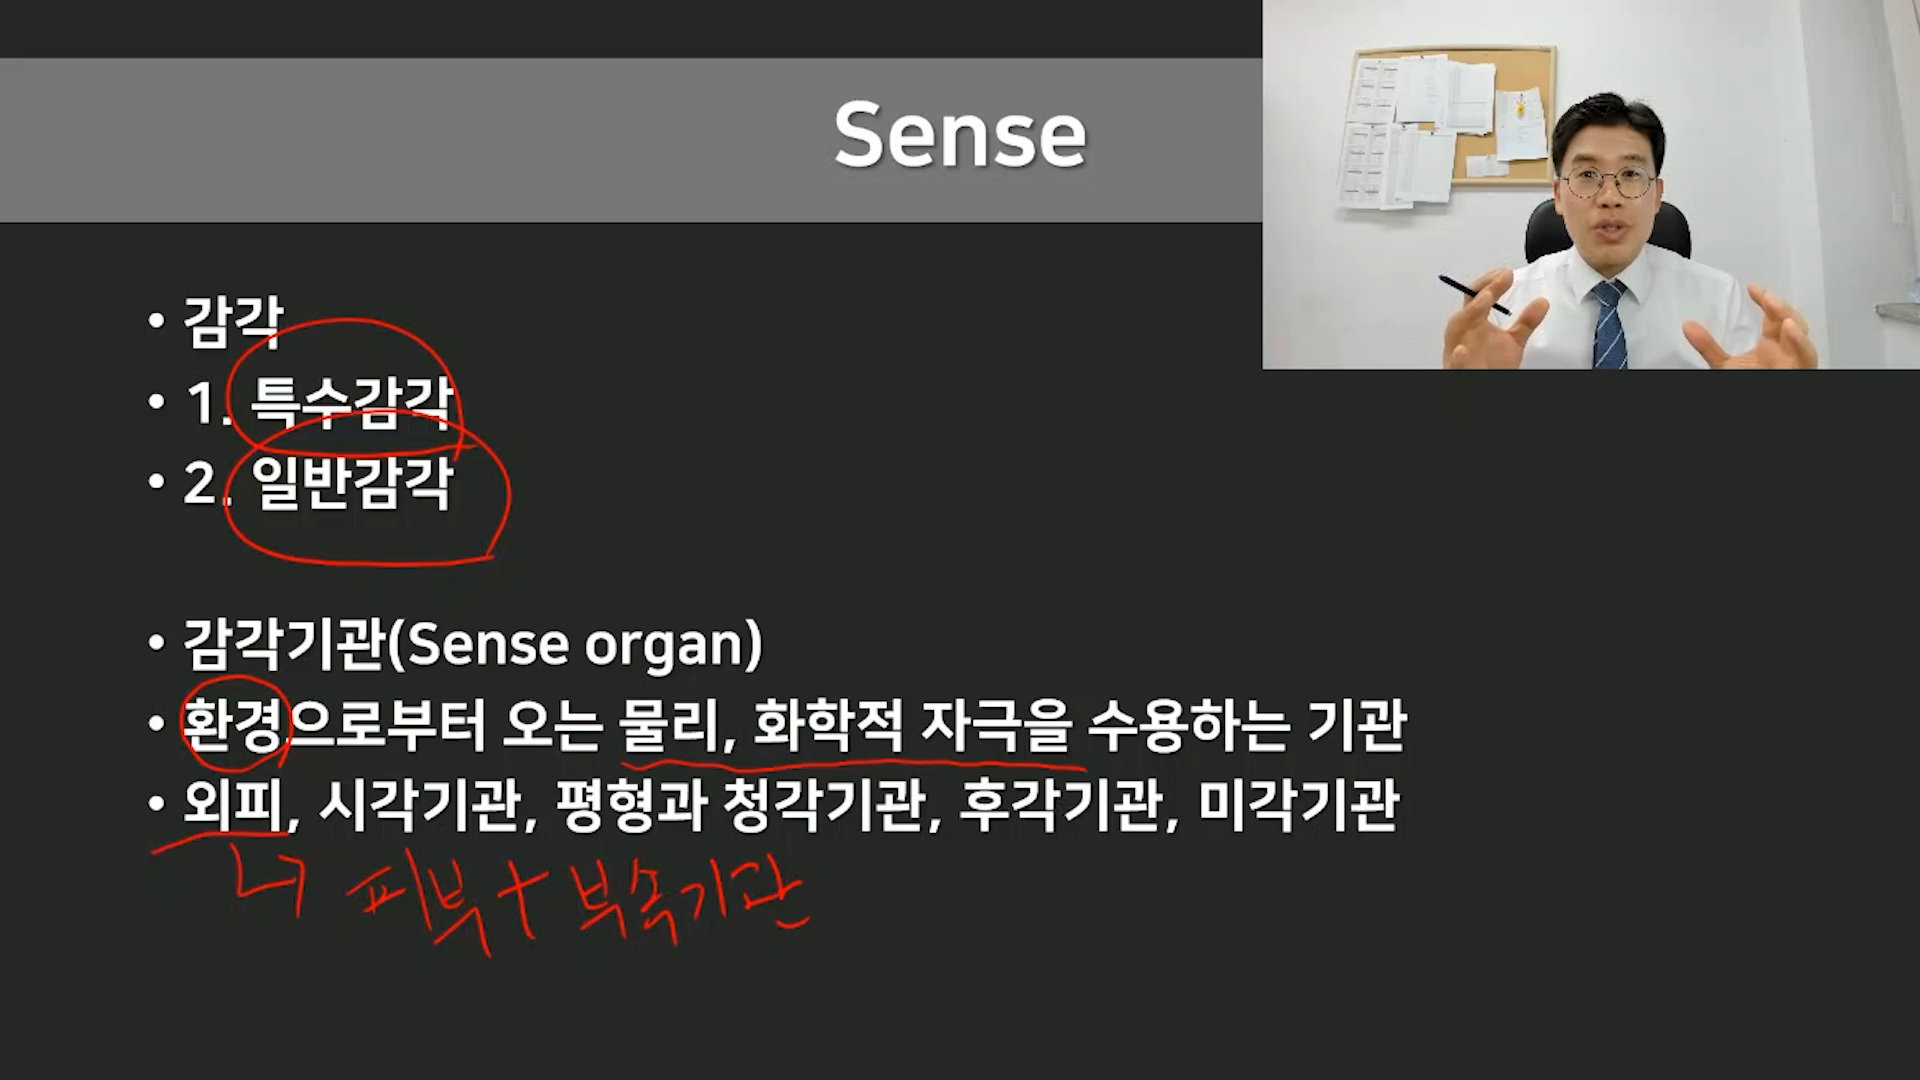 Sense
• 감각
• 1. 특수감각
• 2. 일반감각
• 감각기관(Sense organ)
• 환경으로부터 오는 물리, 화학적 자극을 수용하는 기관
• 외피, 시각기관, 평형과 청각기관, 후각기관, 미각기관
피부+부속기관